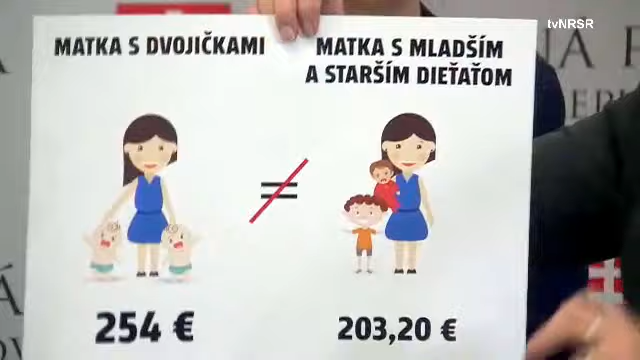 tvNRSR
MATKA S DVOJIČKAMI
MATKA S MLADŠÍM
A STARŠÍM DIEŤAŤOM
≠
254 €
203,20 €